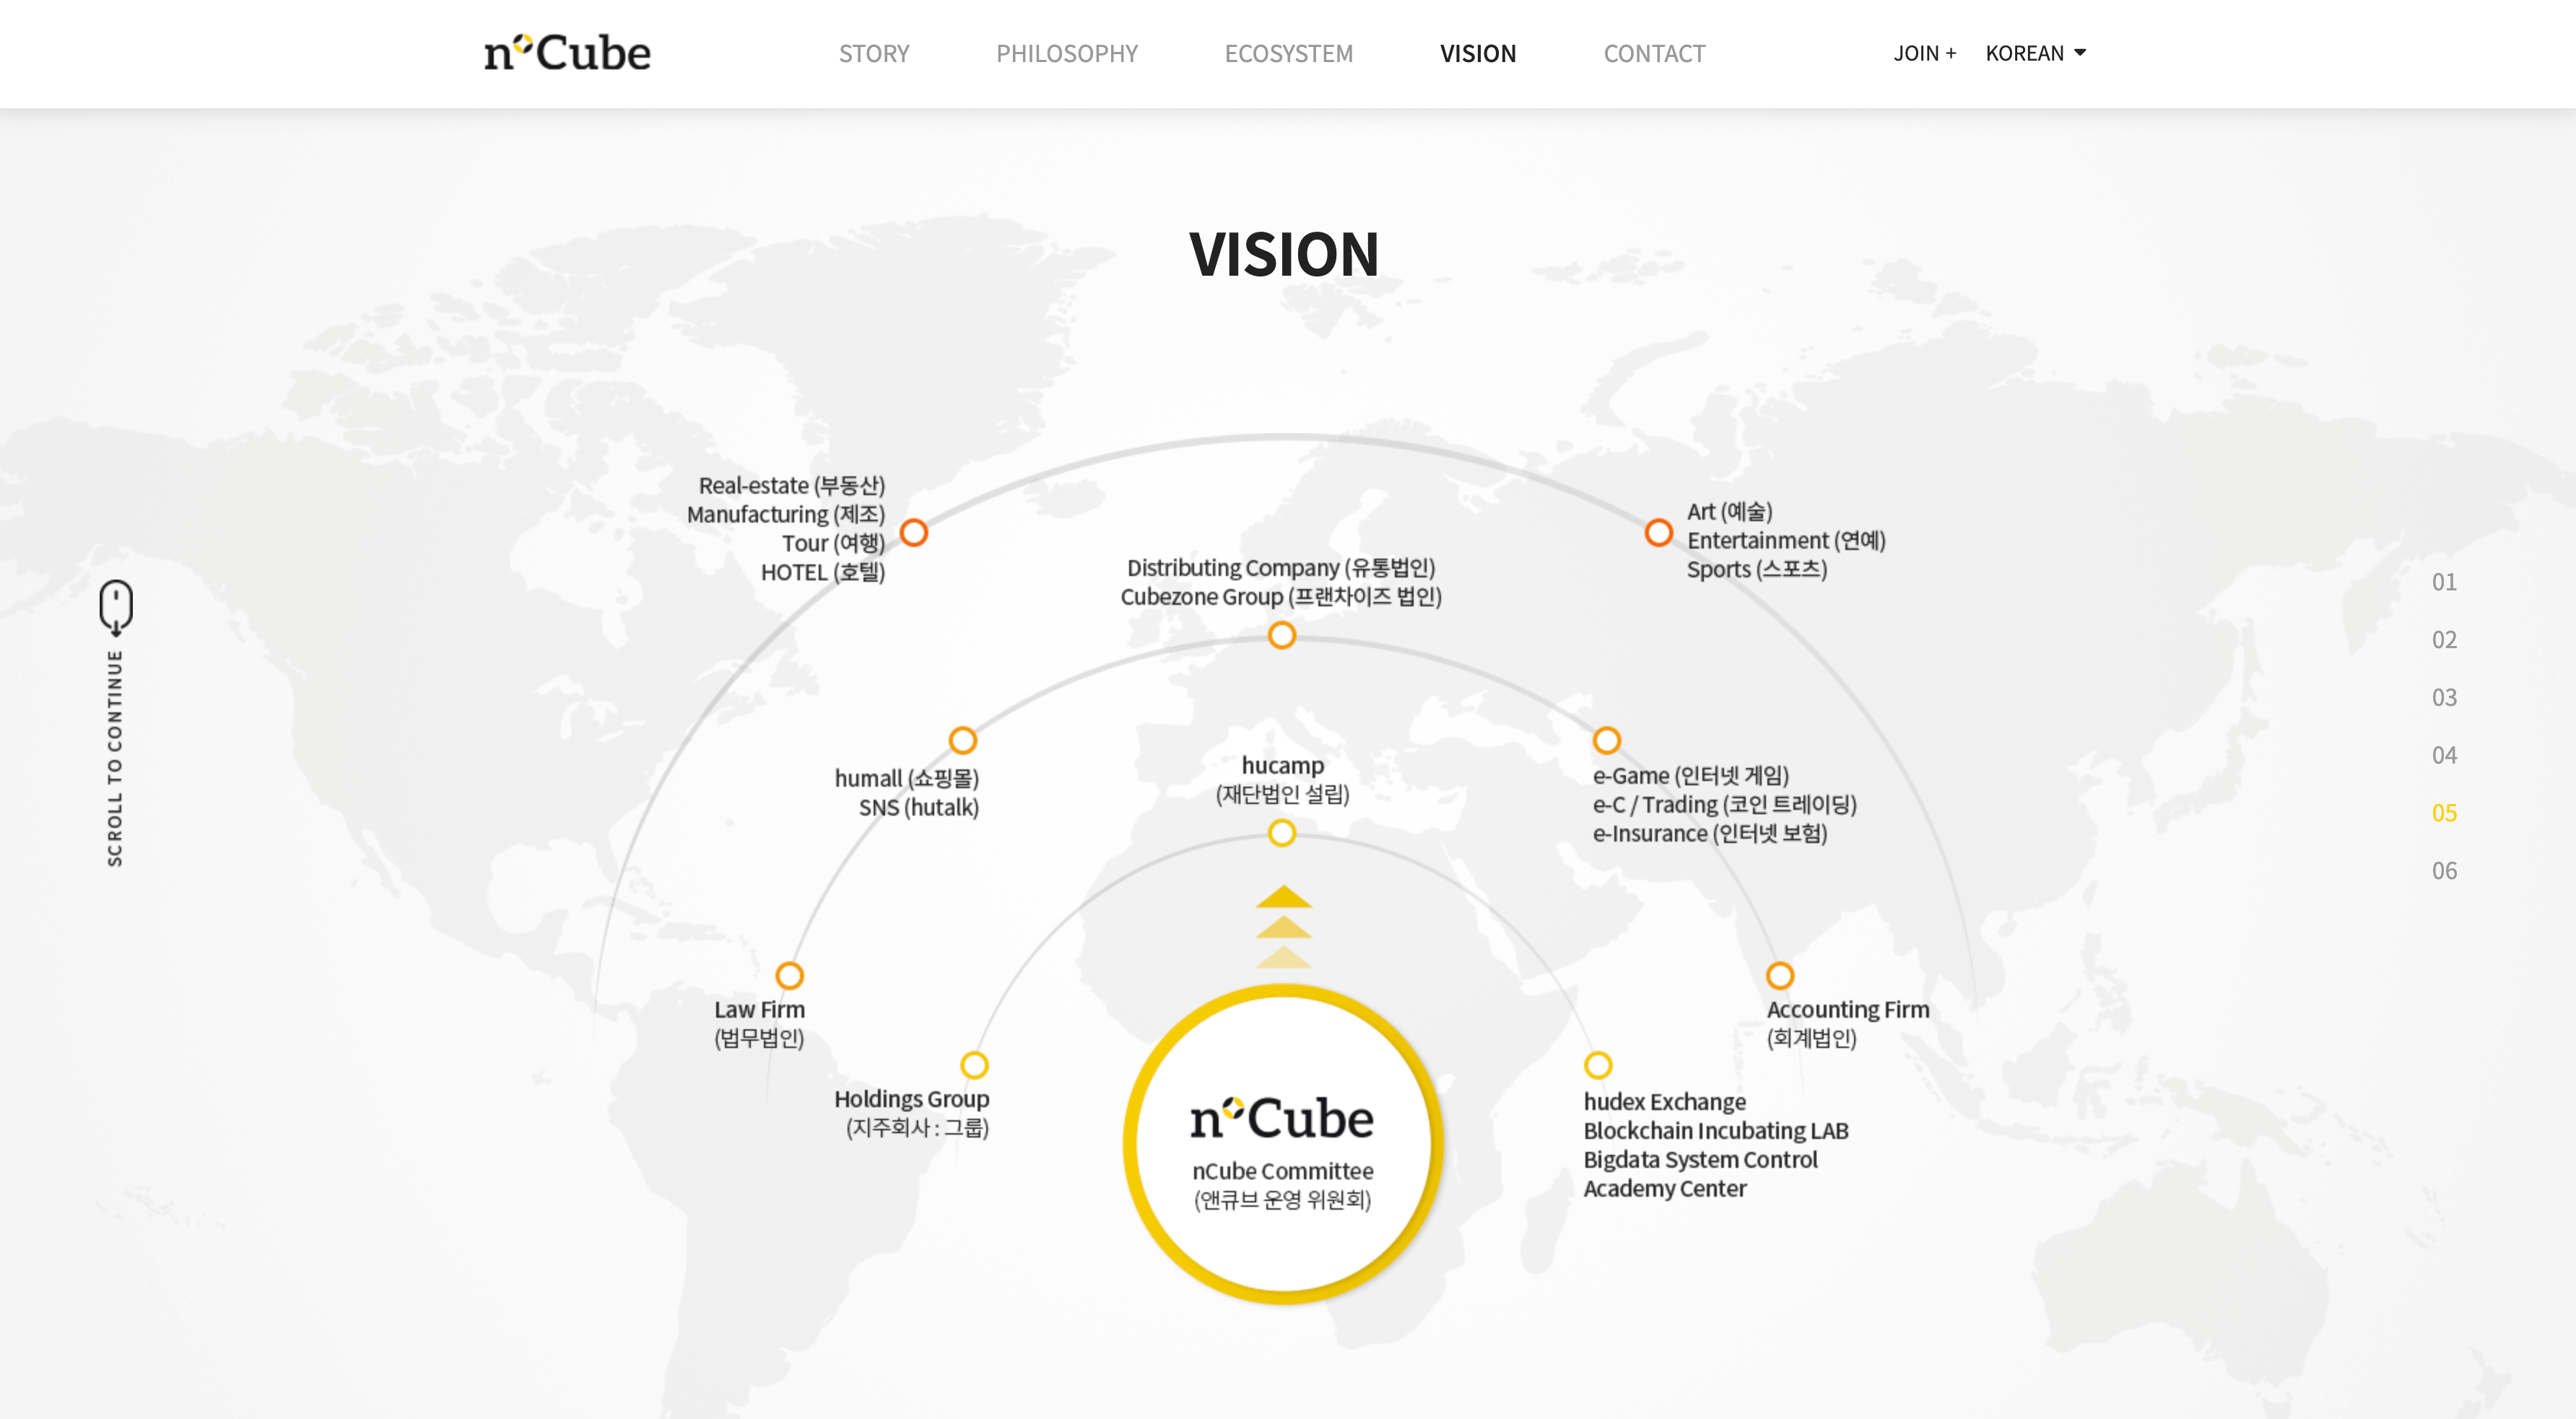 nCube
STORY
PHILOSOPHY
ECOSYSTEM
VISION
CONTACT
JOIN +
KOREAN
VISION
Real-estate (부동산)
Manufacturing (제조)
Tour (여행)
HOTEL (호텔)
Art (예술)
Entertainment (연예)
Sports (스포츠)
Distributing Company (유통법인)
Cubezone Group (프랜차이즈 법인)
humall (쇼핑몰)
SNS (hutalk)
hucamp
(재단법인 설립)
e-Game (인터넷 게임)
e-C / Trading (코인 트레이딩)
e-Insurance (인터넷 보험)
Law Firm
(법무법인)
Accounting Firm
(회계법인)
Holdings Group
(지주회사 : 그룹)
hudex Exchange
Blockchain Incubating LAB
Bigdata System Control
Academy Center
nCube
nCube Committee
(앤큐브 운영 위원회)
SCROLL TO CONTINUE
01
02
03
04
05
06